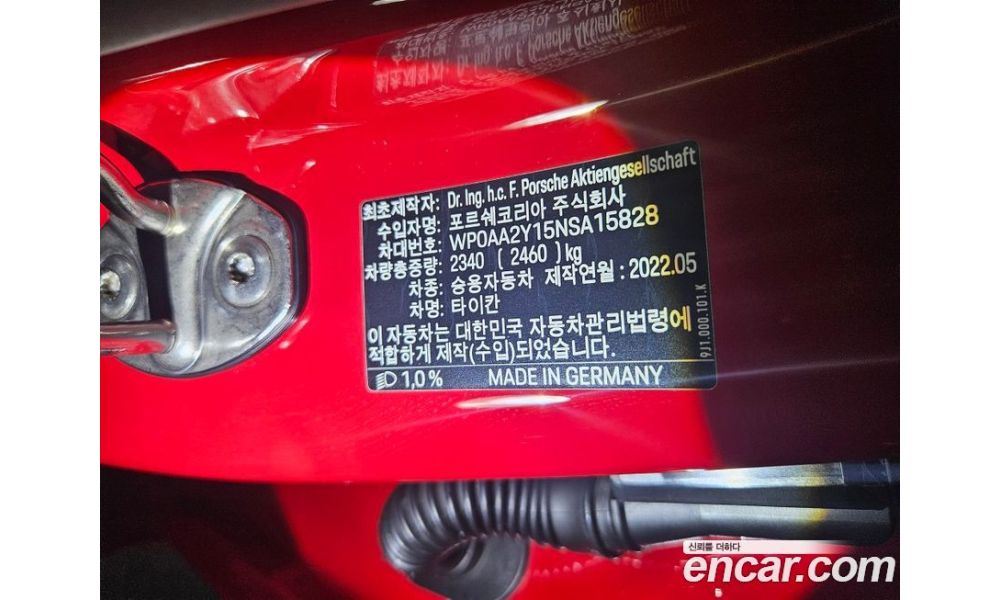 최초제작자: Dr. Ing. h.c. F. Porsche Aktiengesellschaft
수입자명: 포르쉐코리아 주식회사
차대번호: WP0AA2Y15NSA15828
차량총중량: 2340 ( 2460 ) kg
차종: 승용자동차 제작연월 : 2022.05
차명: 타이칸
이 자동차는 대한민국 자동차관리법령에
적합하게 제작(수입)되었습니다.
1,0 % MADE IN GERMANY
9J1.000.101.K
신뢰를 더하다
encar.com